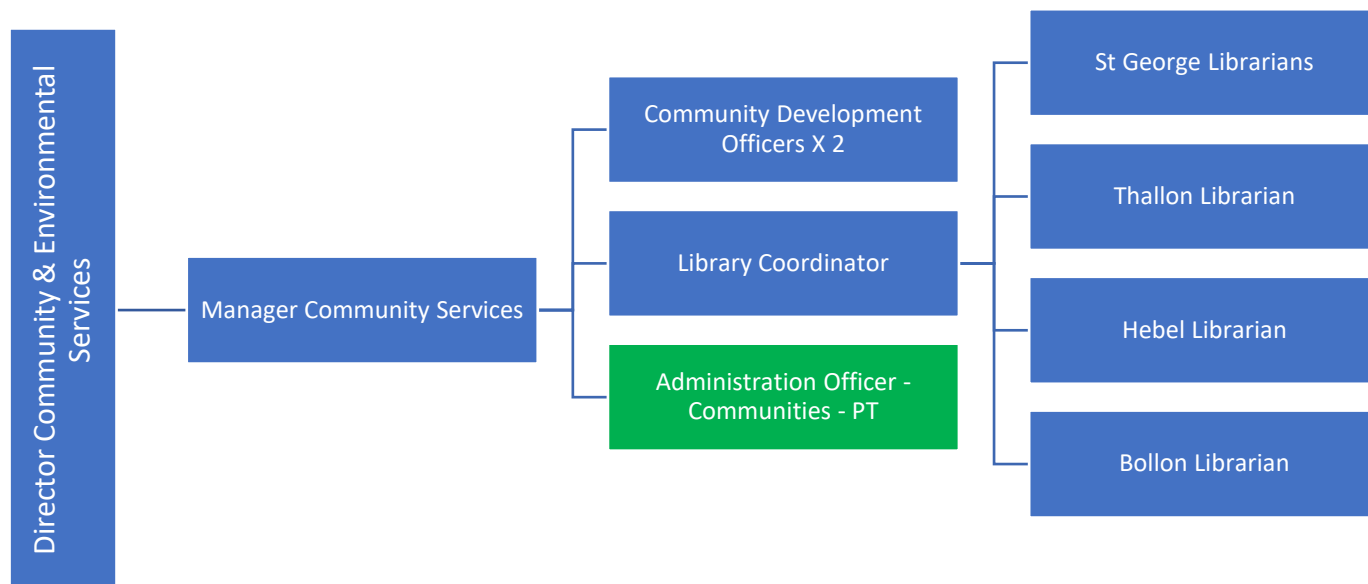 Director Community & Environmental
Services
Manager Community Services
Community Development
Officers X 2
Library Coordinator
Administration Officer -
Communities - PT
St George Librarians
Thallon Librarian
Hebel Librarian
Bollon Librarian